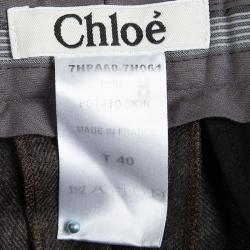 Chloé
7HPA60-7H061
POTATO SKIN
MADE IN FRANCE
T 40